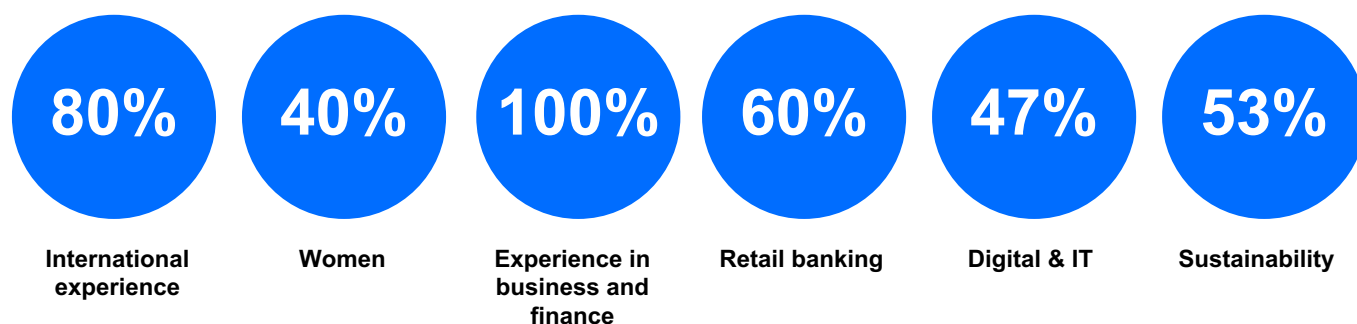 80%
40%
100%
60%
47%
53%
International
experience
Women
Experience in
business and
finance
Retail banking
Digital & IT
Sustainability